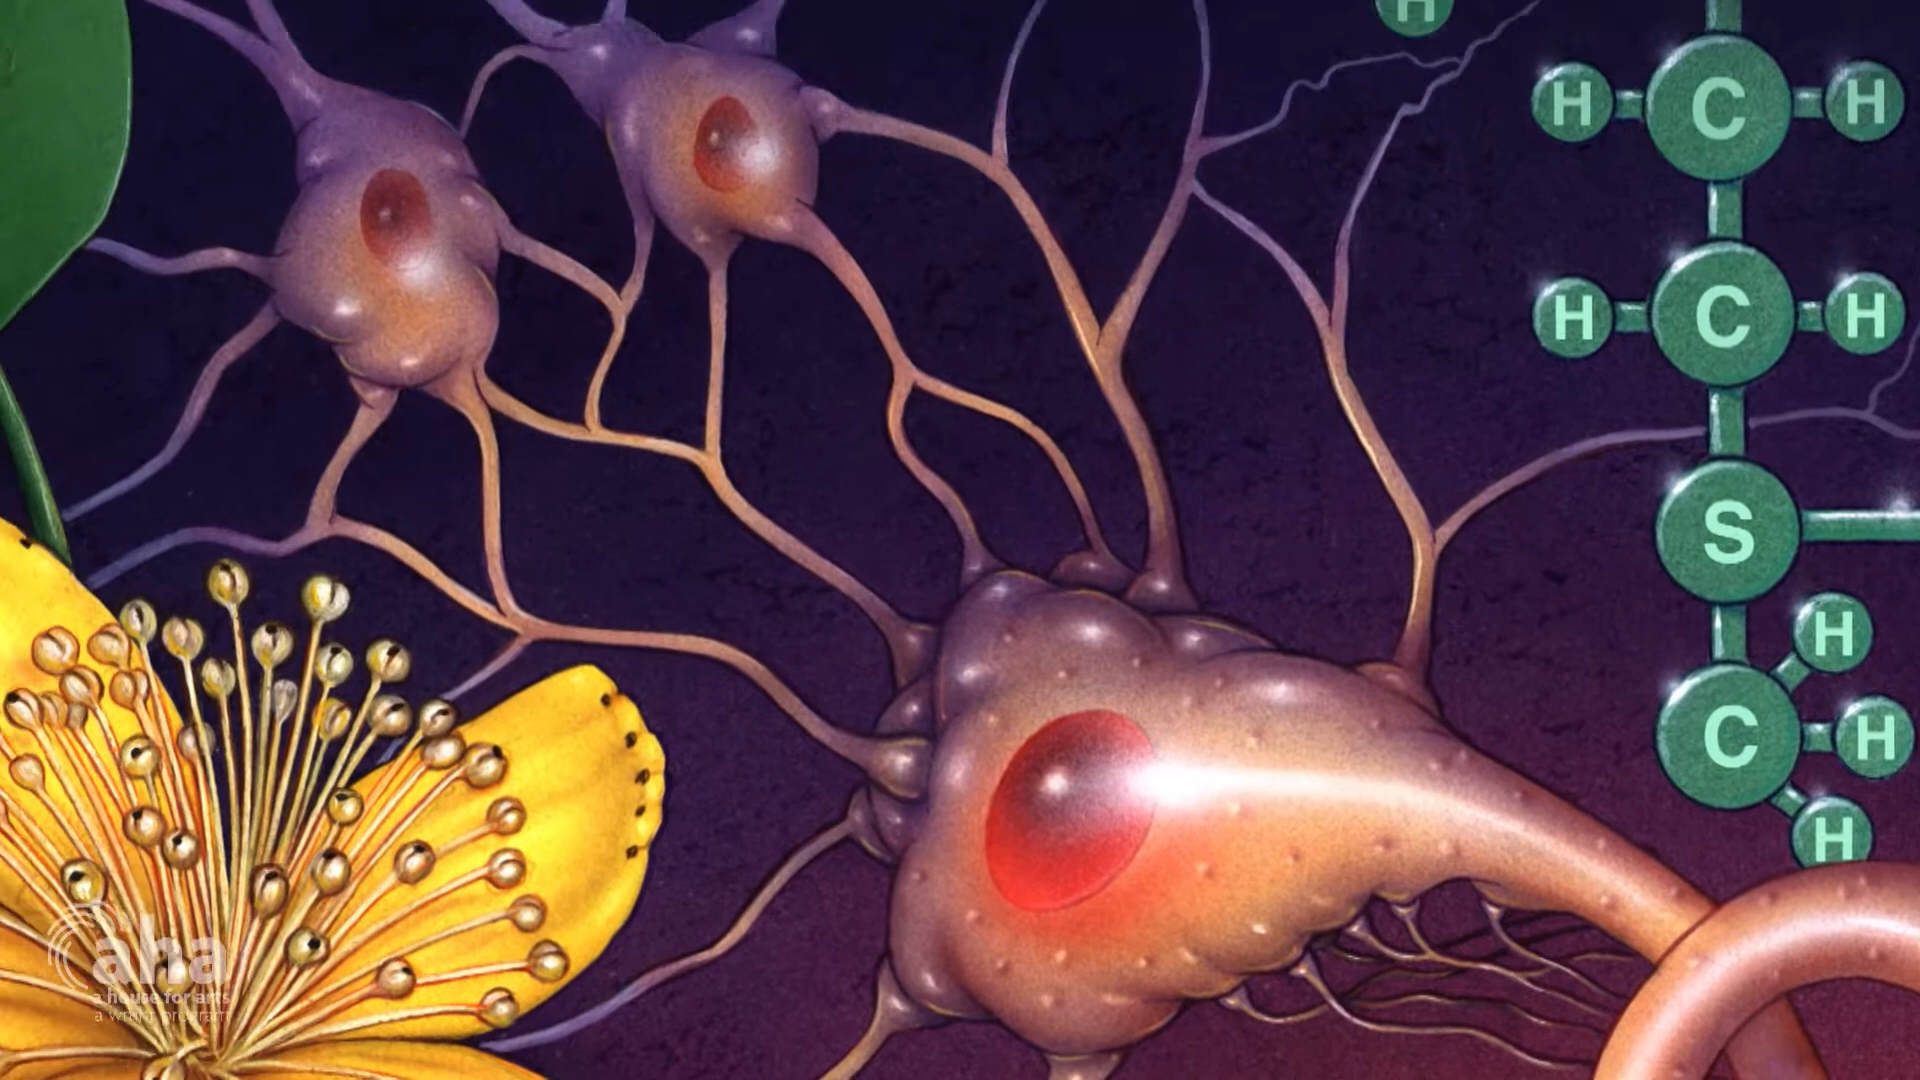 H
H C H
H C H
S
H
C H
H
aha
a house for arts
a wmht program